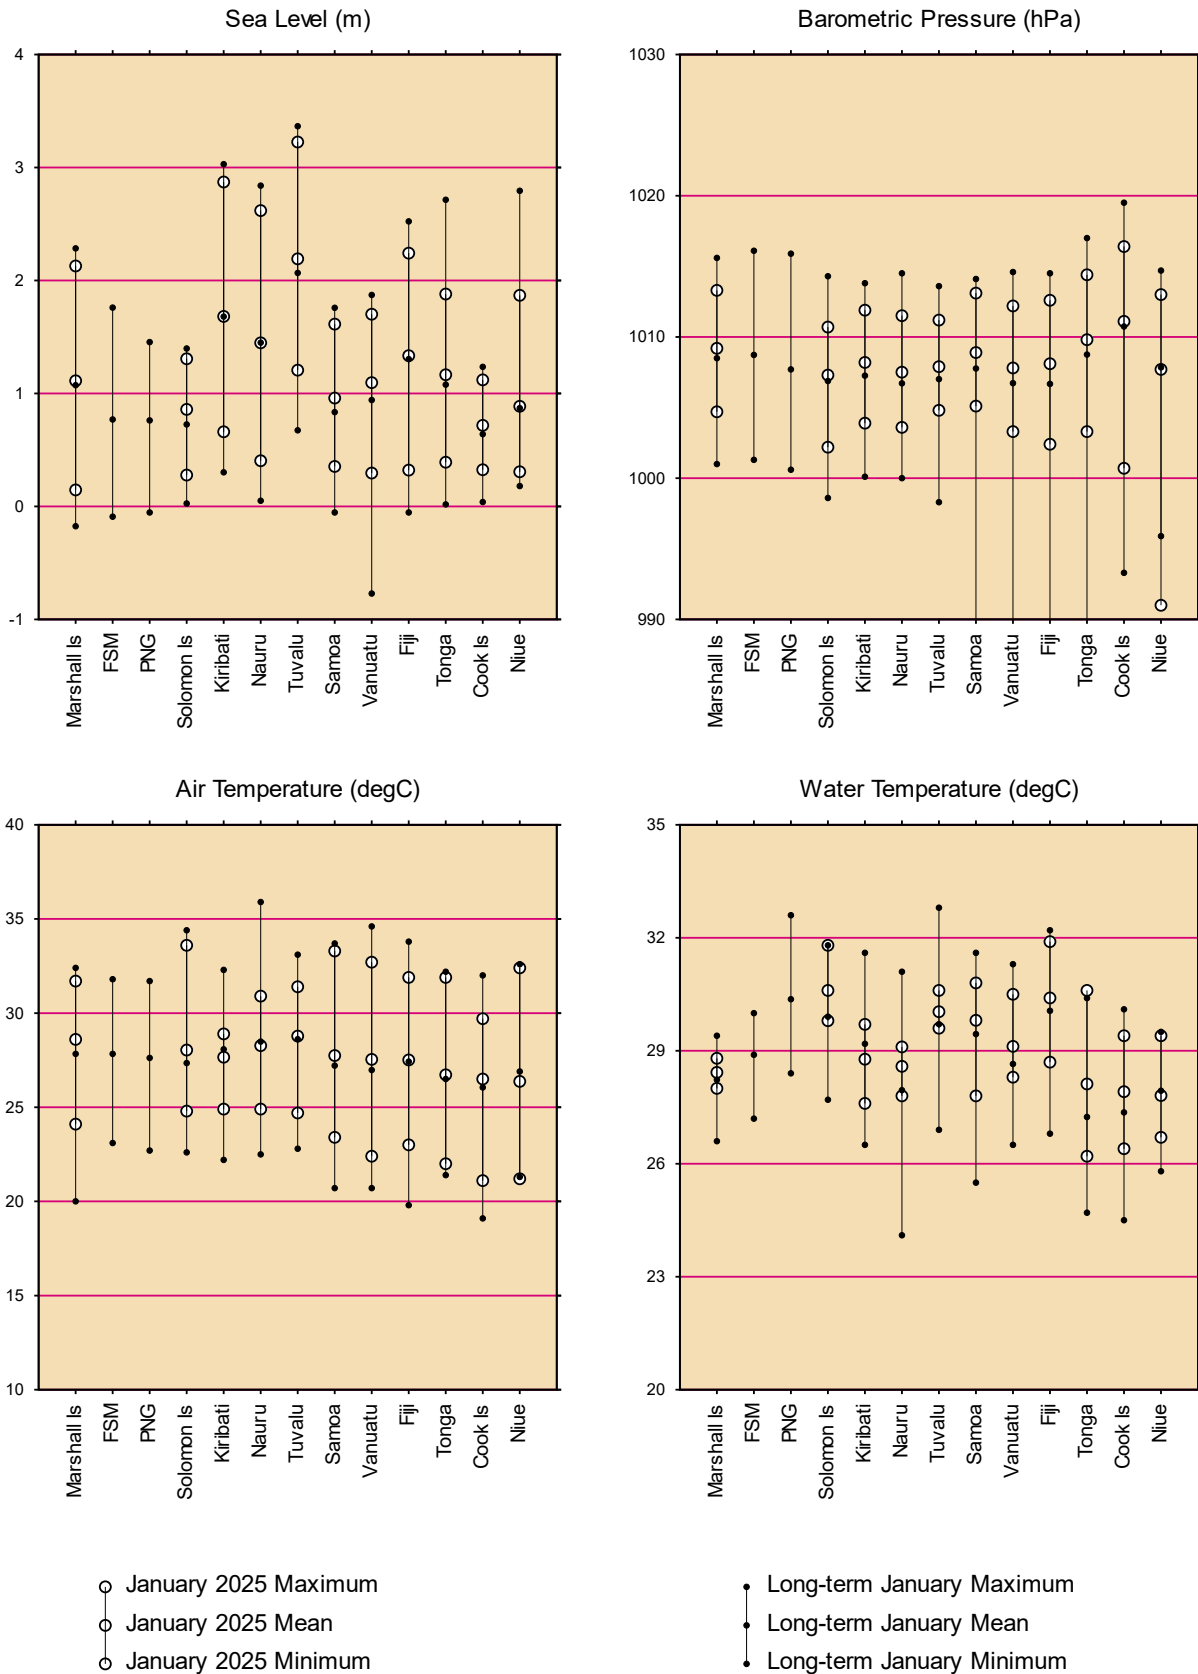 Sea Level (m)
4
3
2
1
0
-1
Marshall Is
FSM
PNG
Solomon Is
Kiribati
Nauru
Tuvalu
Samoa
Vanuatu
Fiji
Tonga
Cook Is
Niue
Barometric Pressure (hPa)
1030
1020
1010
1000
990
Marshall Is
FSM
PNG
Solomon Is
Kiribati
Nauru
Tuvalu
Samoa
Vanuatu
Fiji
Tonga
Cook Is
Niue
Air Temperature (degC)
40
35
30
25
20
15
10
Marshall Is
FSM
PNG
Solomon Is
Kiribati
Nauru
Tuvalu
Samoa
Vanuatu
Fiji
Tonga
Cook Is
Niue
Water Temperature (degC)
35
32
29
26
23
20
Marshall Is
FSM
PNG
Solomon Is
Kiribati
Nauru
Tuvalu
Samoa
Vanuatu
Fiji
Tonga
Cook Is
Niue
January 2025 Maximum
January 2025 Mean
January 2025 Minimum
Long-term January Maximum
Long-term January Mean
Long-term January Minimum